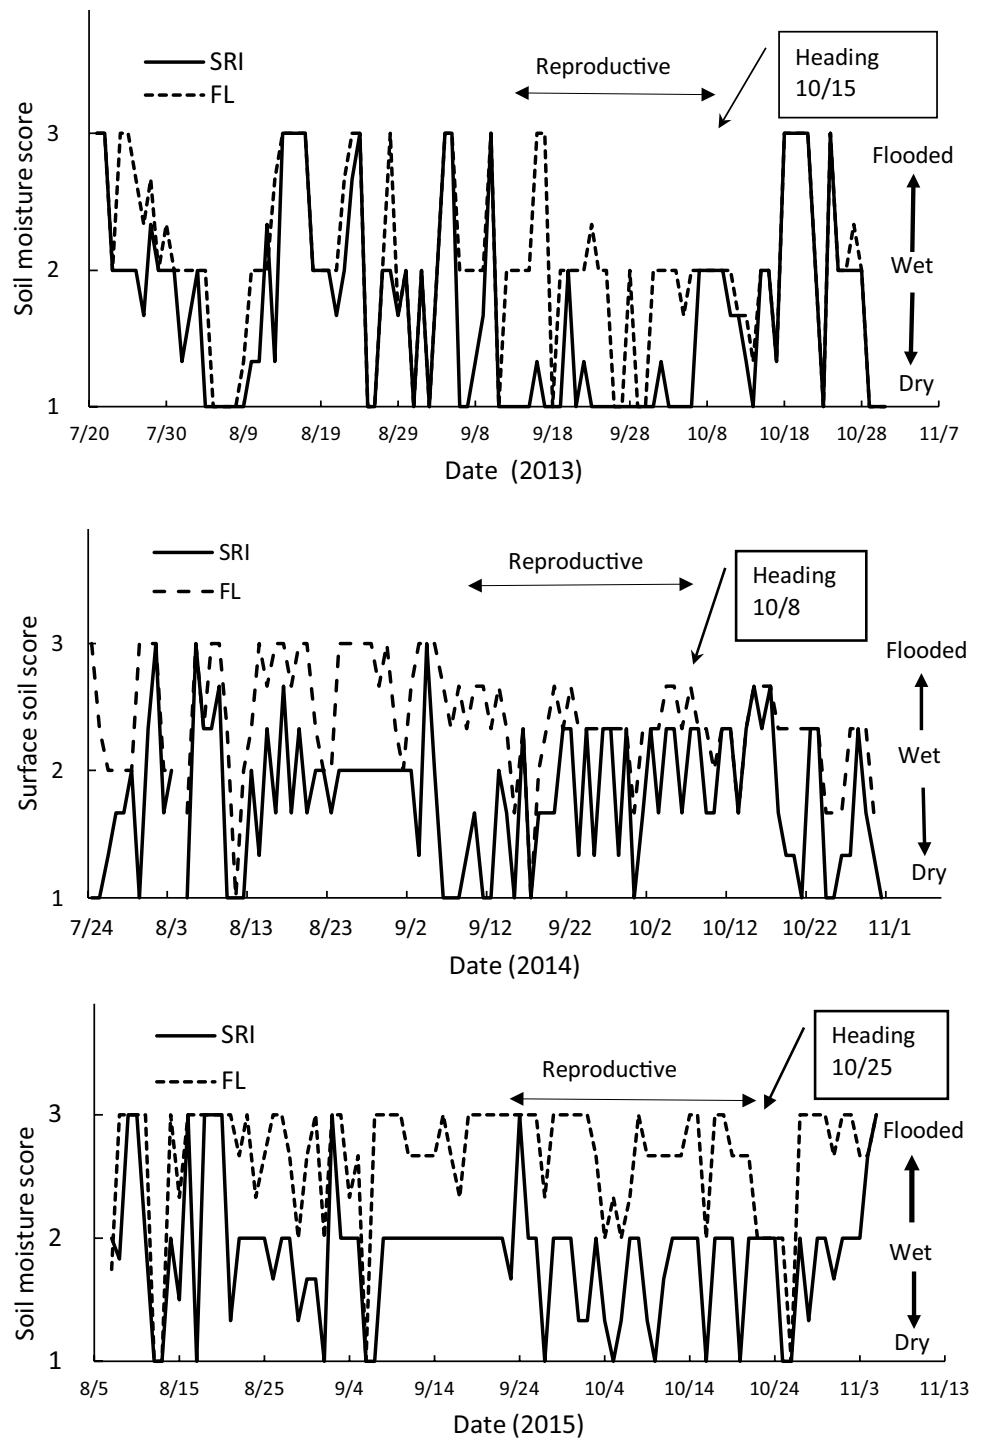 SRI
FL
Reproductive
Heading
10/15
Soil moisture score
3
2
1
Flooded
Wet
Dry
7/20 7/30 8/9 8/19 8/29 9/8 9/18 9/28 10/8 10/18 10/28 11/7
Date (2013)
SRI
FL
Reproductive
Heading
10/8
Surface soil score
3
2
1
Flooded
Wet
Dry
7/24 8/3 8/13 8/23 9/2 9/12 9/22 10/2 10/12 10/22 11/1
Date (2014)
SRI
FL
Reproductive
Heading
10/25
Soil moisture score
3
2
1
Flooded
Wet
Dry
8/5 8/15 8/25 9/4 9/14 9/24 10/4 10/14 10/24 11/3 11/13
Date (2015)